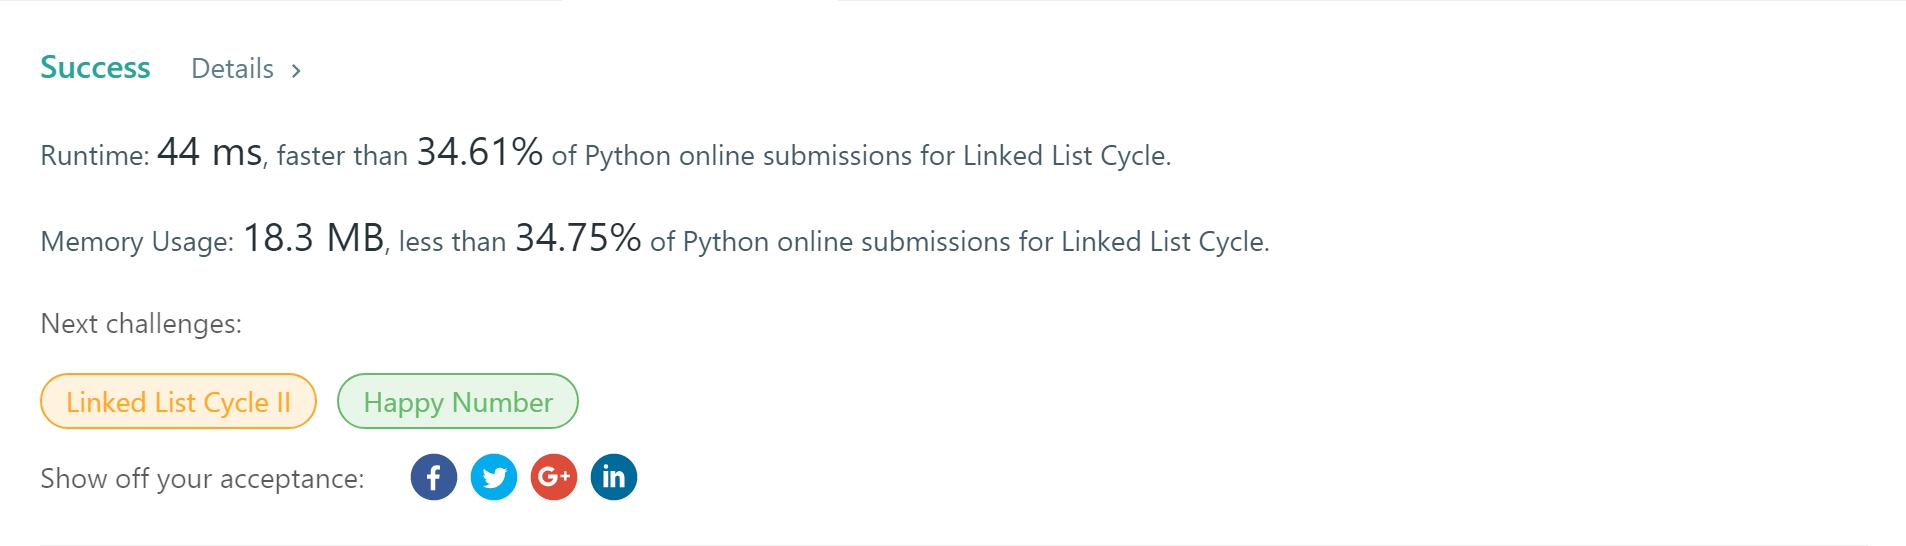 Success Details >
Runtime: 44 ms, faster than 34.61% of Python online submissions for Linked List Cycle.
Memory Usage: 18.3 MB, less than 34.75% of Python online submissions for Linked List Cycle.
Next challenges:
Linked List Cycle II Happy Number
Show off your acceptance: f G+ in